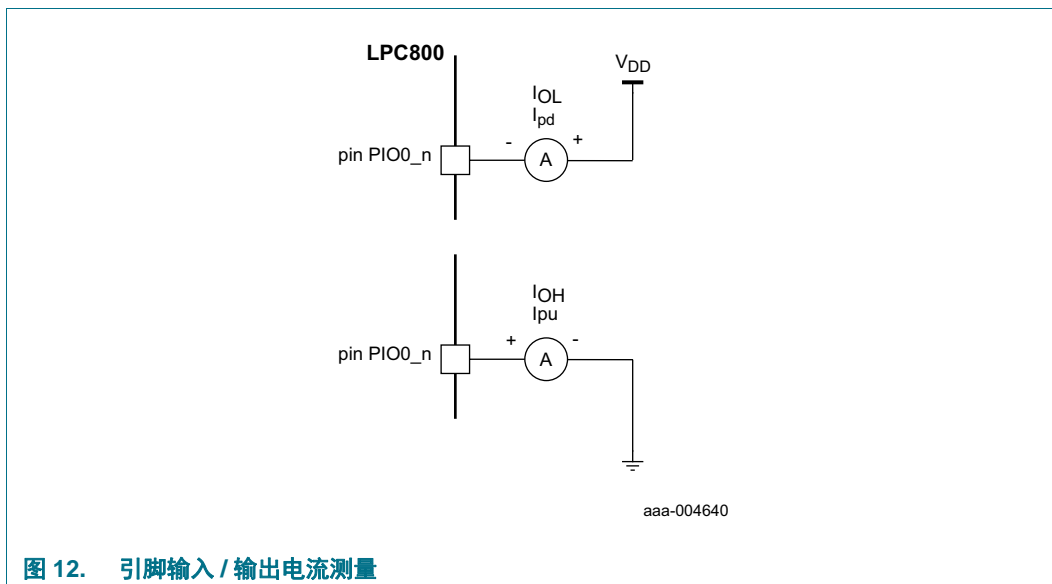 LPC800
VDD
IOL
Ipd
- +
pin PIO0_n
A
IOH
Ipu
+ -
pin PIO0_n
A
aaa-004640
图 12. 引脚输入 / 输出电流测量